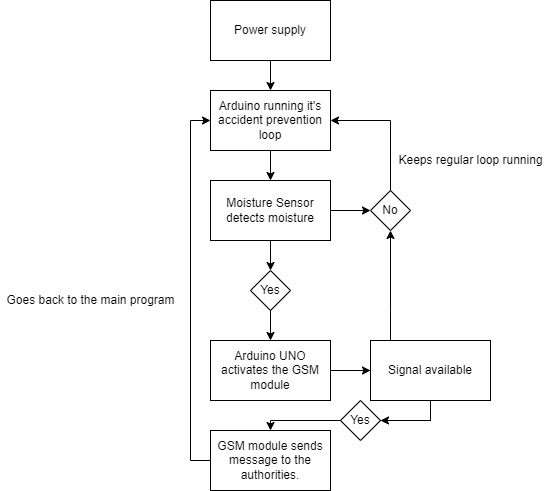 Power supply
Arduino running it's
accident prevention
loop
Keeps regular loop running
Moisture Sensor
detects moisture
No
Yes
Goes back to the main program
Arduino UNO
activates the GSM
module
Signal available
Yes
GSM module sends
message to the
authorities.